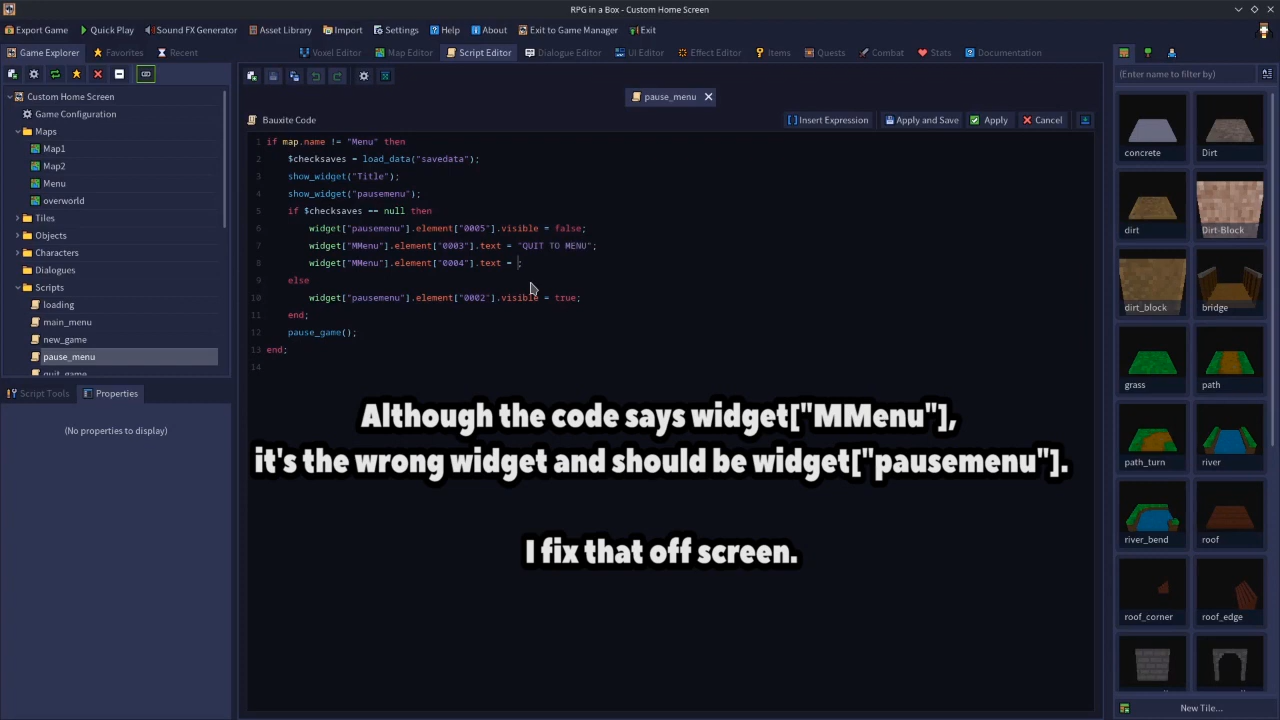 RPG in a Box - Custom Home Screen
Export Game Quick Play Sound FX Generator Asset Library Import Settings Help About Exit to Game Manager Exit
Game Explorer Favorites Recent Voxel Editor Map Editor Script Editor Dialogue Editor UI Editor Effect Editor Items Quests Combat Stats Documentation
(Enter name to filter by)
pause_menu
Custom Home Screen
Game Configuration
Maps
Map1
Map2
Menu
overworld
Tiles
Objects
Characters
Dialogues
Scripts
loading
main_menu
new_game
pause_menu
quit_game
Script Tools Properties
(No properties to display)
Bauxite Code Insert Expression Apply and Save Apply Cancel
1 if map.name != "Menu" then
2 $checksaves = load_data("savedata");
3 show_widget("Title");
4 show_widget("pausemenu");
5 if $checksaves == null then
6 widget["pausemenu"].element["0005"].visible = false;
7 widget["MMenu"].element["0003"].text = "QUIT TO MENU";
8 widget["MMenu"].element["0004"].text = ;
9 else
10 widget["pausemenu"].element["0002"].visible = true;
11 end;
12 pause_game();
13 end;
14
Although the code says widget["MMenu"],
it's the wrong widget and should be widget["pausemenu"].
I fix that off screen.
concrete Dirt
dirt Dirt-Block
dirt_block bridge
grass path
path_turn river
river_bend roof
roof_corner roof_edge
New Tile...